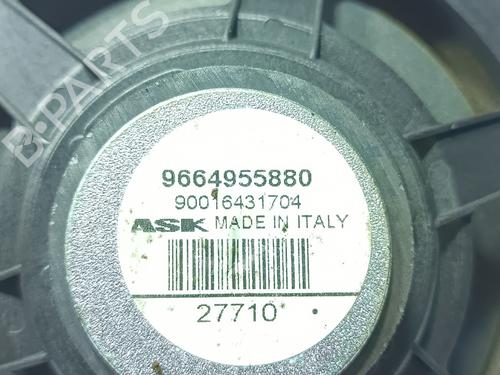 B-PARTS
9664955880
90016431704
ASK MADE IN ITALY
27710